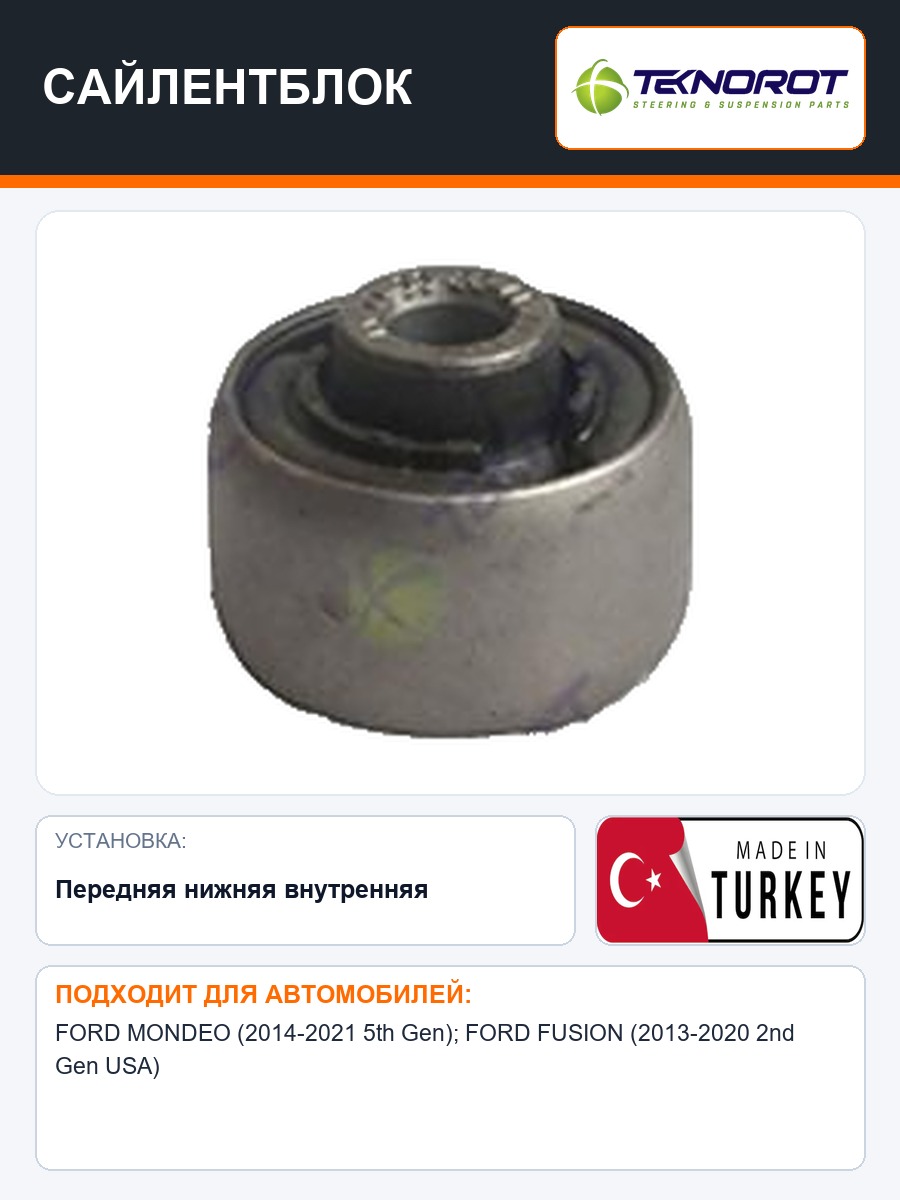 САЙЛЕНТБЛОК
TEKNOROT
STEERING & SUSPENSION PARTS
УСТАНОВКА:
Передняя нижняя внутренняя
MADE IN
TURKEY
ПОДХОДИТ ДЛЯ АВТОМОБИЛЕЙ:
FORD MONDEO (2014-2021 5th Gen); FORD FUSION (2013-2020 2nd
Gen USA)